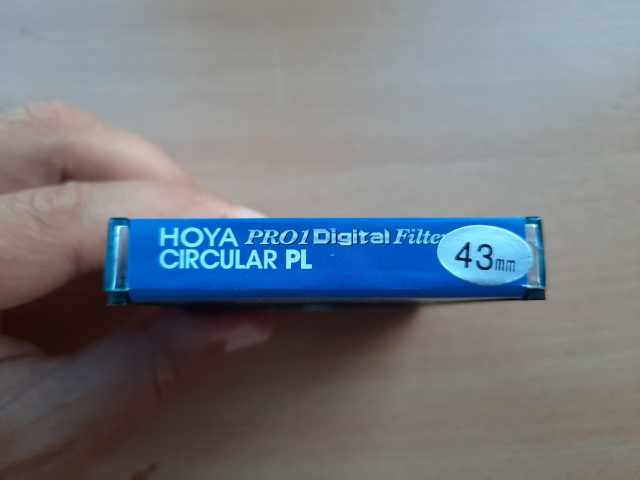 HOYA PRO1 Digital Filter
CIRCULAR PL
43mm